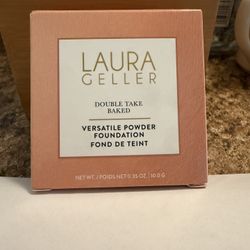 LAURA
GELLER
DOUBLE TAKE
BAKED
VERSATILE POWDER
FOUNDATION
FOND DE TEINT
NET WT. / POIDS NET 0.35 OZ. | 10.0 G